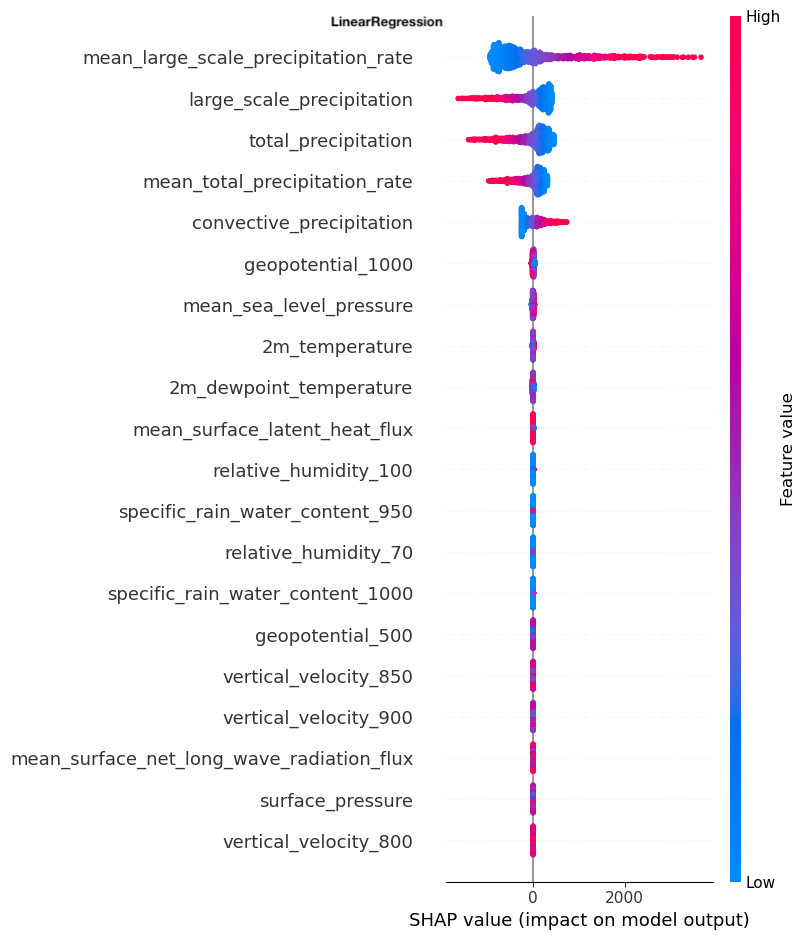 LinearRegression
High
mean_large_scale_precipitation_rate
large_scale_precipitation
total_precipitation
mean_total_precipitation_rate
convective_precipitation
geopotential_1000
mean_sea_level_pressure
2m_temperature
2m_dewpoint_temperature
mean_surface_latent_heat_flux
relative_humidity_100
specific_rain_water_content_950
relative_humidity_70
specific_rain_water_content_1000
geopotential_500
vertical_velocity_850
vertical_velocity_900
mean_surface_net_long_wave_radiation_flux
surface_pressure
vertical_velocity_800
Feature value
Low
0 2000
SHAP value (impact on model output)